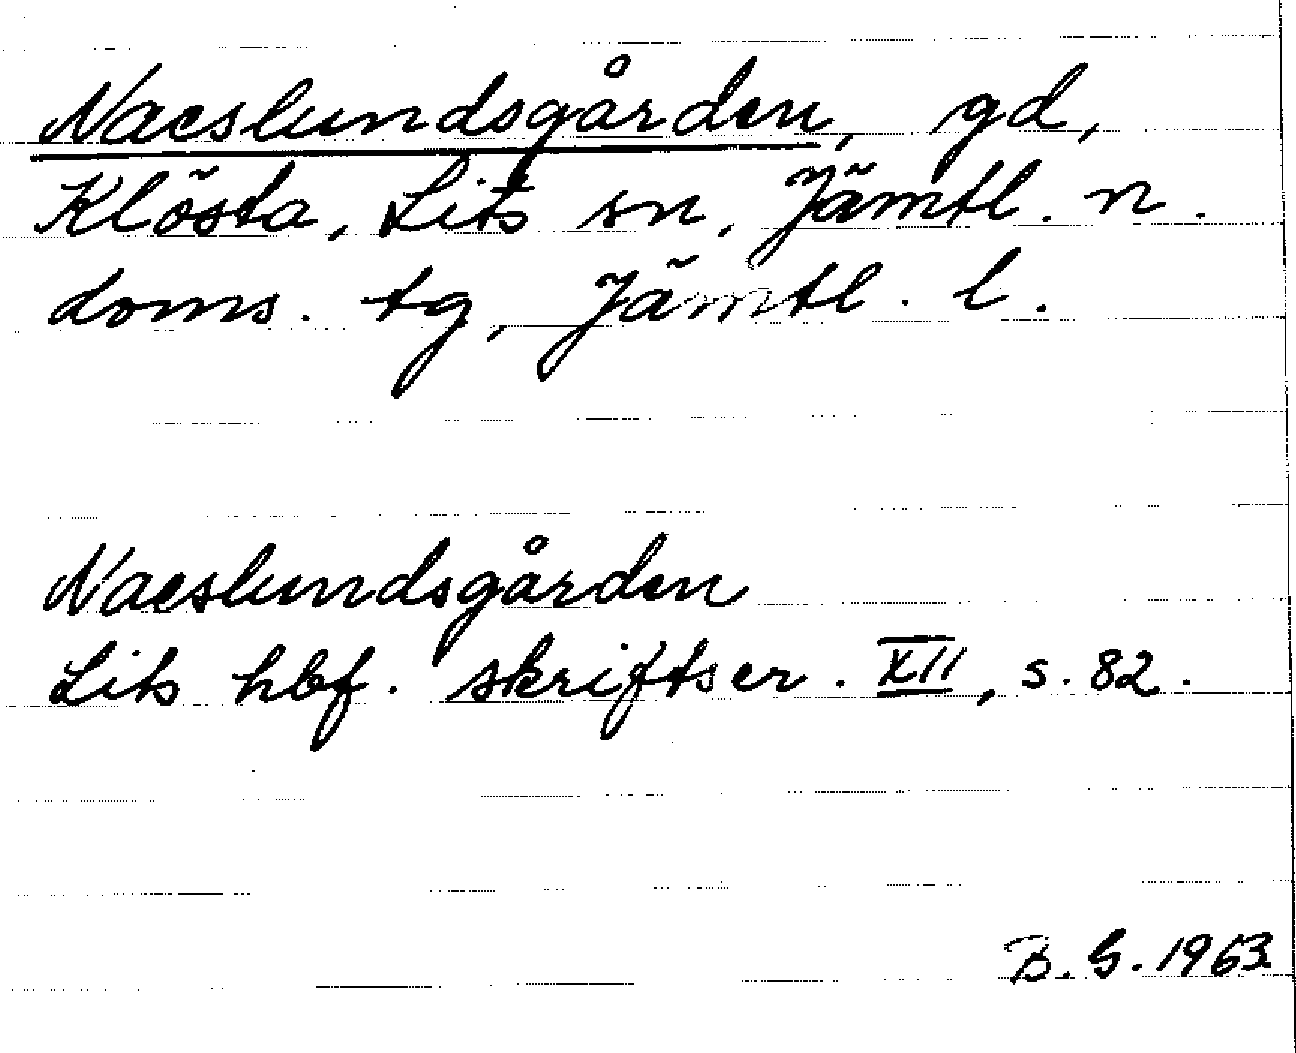 Naeslundsgården, gd,
Klösta, Lits sn, Jämtl. n.
doms. tg, Jämtl. l.
Naeslundsgården
Lits hbf. skriftser. XII, s. 82.
B. G. 1963